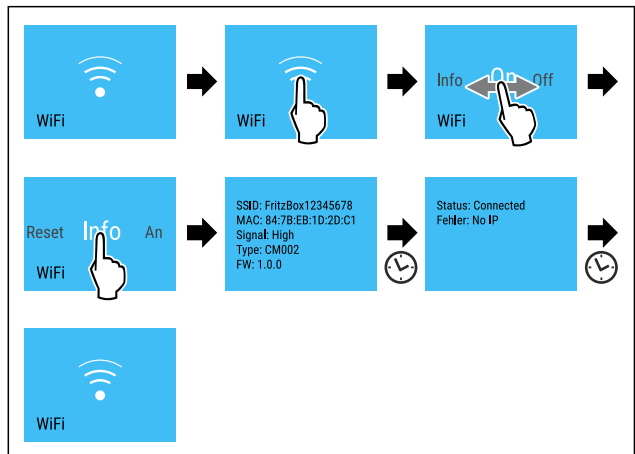 WiFi
WiFi
Info On Off
WiFi
Reset Info An
WiFi
SSID: FritzBox12345678
MAC: 84:7B:EB:1D:2D:C1
Signal: High
Type: CM002
FW: 1.0.0
Status: Connected
Fehler: No IP
WiFi